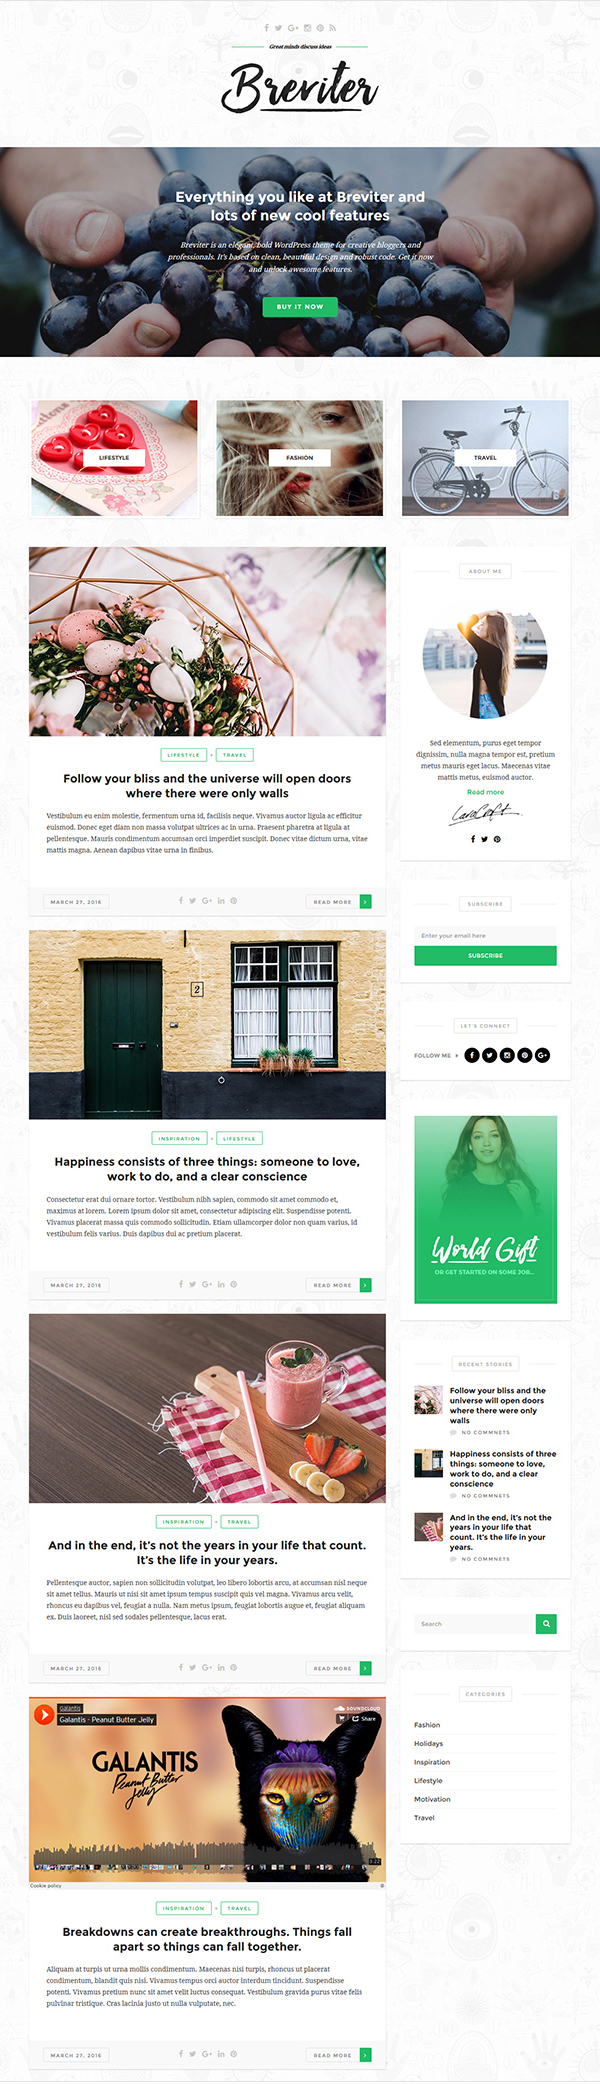 Great minds discuss ideas
Breviter
Everything you like at Breviter and
lots of new cool features
Breviter is an elegant, bold WordPress theme for creative bloggers and
professionals. It's based on clean, beautiful design and robust code. Get it now
and unlock awesome features.
BUY IT NOW
LIFESTYLE
FASHION
TRAVEL
LIFESTYLE • TRAVEL
Follow your bliss and the universe will open doors
where there were only walls
Vestibulum eu enim molestie, fermentum urna id, facilisis neque. Vivamus auctor ligula ac efficitur
euismod. Donec eget diam non massa volutpat ultrices ac in urna. Praesent pharetra at ligula at
pellentesque. Mauris condimentum accumsan orci imperdiet suscipit. Donec vitae dictum urna, vitae
mattis magna. Aenean dapibus vitae urna in finibus.
MARCH 27, 2016
READ MORE
2
INSPIRATION • LIFESTYLE
Happiness consists of three things: someone to love,
work to do, and a clear conscience
Consectetur erat dui ornare tortor. Vestibulum nibh sapien, commodo sit amet commodo et,
maximus at lorem. Lorem ipsum dolor sit amet, consectetur adipiscing elit. Suspendisse potenti.
Vivamus placerat massa quis commodo sollicitudin. Etiam ullamcorper dolor non quam varius, id
vestibulum felis varius. Duis dapibus dui ac pretium placerat.
MARCH 27, 2016
READ MORE
INSPIRATION • TRAVEL
And in the end, it's not the years in your life that count.
It's the life in your years.
Pellentesque auctor, sapien non sollicitudin volutpat, leo libero lobortis arcu, at accumsan nisl neque
sit amet tellus. Mauris ut nisi sit amet ipsum tempus suscipit quis vel magna. Vivamus arcu velit,
rhoncus eu dapibus vel, feugiat a nulla. Nam metus ipsum, feugiat lobortis augue et, feugiat aliquam
ex. Duis laoreet, nisl sed sodales pellentesque, lacus erat.
MARCH 27, 2016
READ MORE
Galantis
Galantis - Peanut Butter Jelly
SOUNDCLOUD
Share
GALANTIS
Peanut Butter
Jelly
Cookie policy
INSPIRATION • TRAVEL
Breakdowns can create breakthroughs. Things fall
apart so things can fall together.
Aliquam at turpis ut urna mollis condimentum. Maecenas nisi turpis, rhoncus ut placerat
condimentum, blandit quis nisi. Vivamus tempus orci auctor interdum tincidunt. Suspendisse
potenti. Vivamus pretium nunc sit amet velit luctus consequat. Vestibulum gravida purus vitae felis
pulvinar tristique. Cras lacinia justo ut nulla vulputate, nec.
MARCH 27, 2016
READ MORE
ABOUT ME
Sed elementum, purus eget tempor
dignissim, nulla magna tempor est, pretium
metus mauris eget lacus. Maecenas vitae
mattis metus, euismod auctor.
Read more
SUBSCRIBE
Enter your email here
SUBSCRIBE
LET'S CONNECT
FOLLOW ME
World Gift
OR GET STARTED ON SOME JOB...
RECENT STORIES
Follow your bliss and the
universe will open doors
where there were only
walls
NO COMMNETS
Happiness consists of three
things: someone to love,
work to do, and a clear
conscience
NO COMMNETS
And in the end, it's not the
years in your life that
count. It's the life in your
years.
NO COMMNETS
Search
CATEGORIES
Fashion
Holidays
Inspiration
Lifestyle
Motivation
Travel